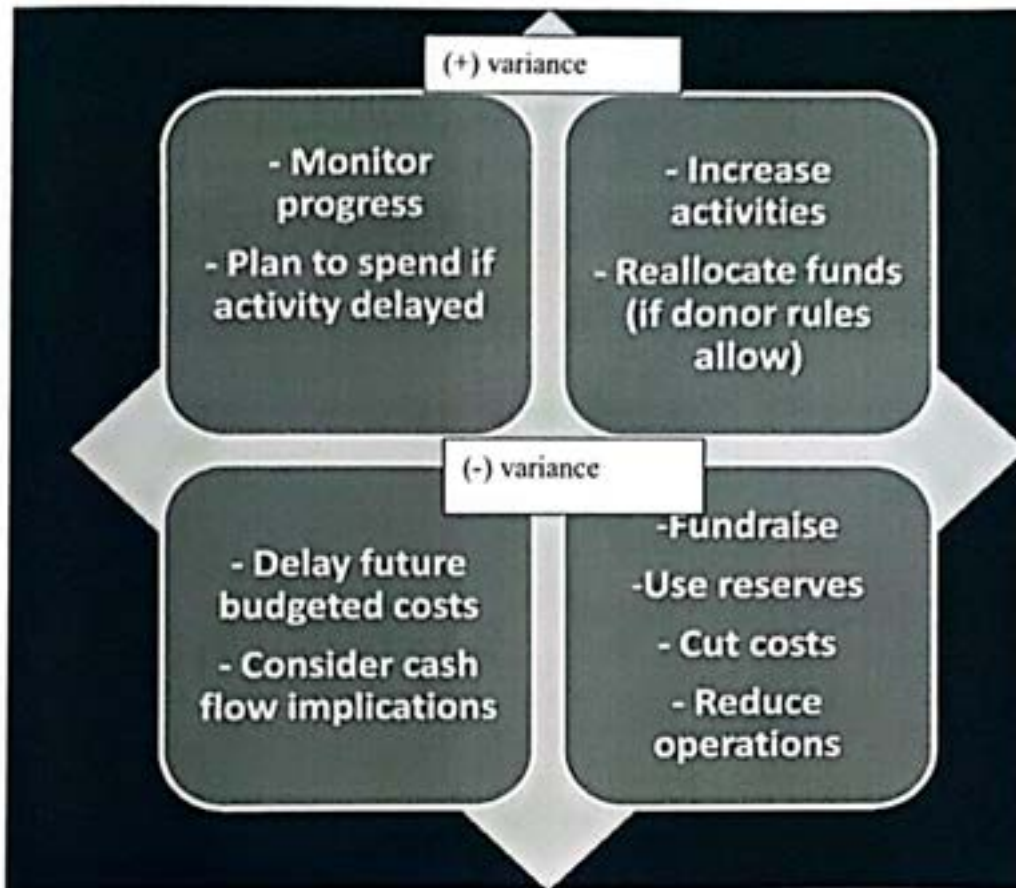 (+) variance
- Monitor
progress
- Plan to spend if
activity delayed
- Increase
activities
- Reallocate funds
(if donor rules
allow)
(-) variance
- Delay future
budgeted costs
- Consider cash
flow implications
-Fundraise
-Use reserves
- Cut costs
- Reduce
operations